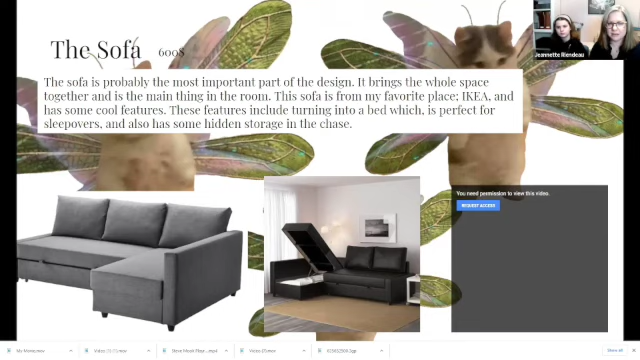 The Sofa 600$
Jeannette Riendeau
The sofa is probably the most important part of the design. It brings the whole space
together and is the main thing in the room. This sofa is from my favorite place; IKEA, and
has some cool features. These features include turning into a bed which, is perfect for
sleepovers, and also has some hidden storage in the chase.
You need permission to view this video.
REQUEST ACCESS
Show all